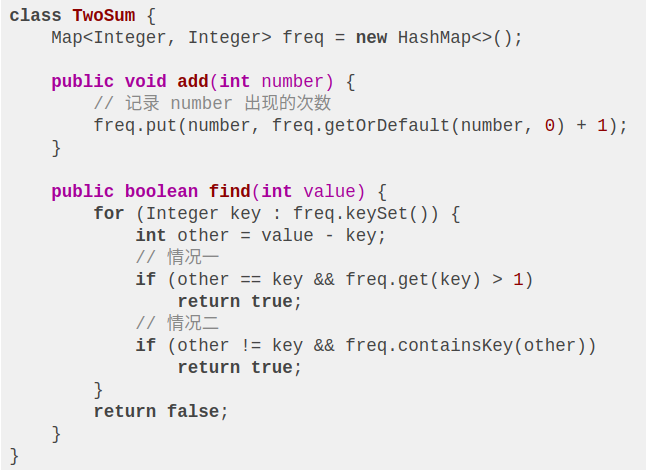 class TwoSum {
    Map<Integer, Integer> freq = new HashMap<>();

    public void add(int number) {
        // 记录 number 出现的次数
        freq.put(number, freq.getOrDefault(number, 0) + 1);
    }

    public boolean find(int value) {
        for (Integer key : freq.keySet()) {
            int other = value - key;
            // 情况一
            if (other == key && freq.get(key) > 1)
                return true;
            // 情况二
            if (other != key && freq.containsKey(other))
                return true;
        }
        return false;
    }
}